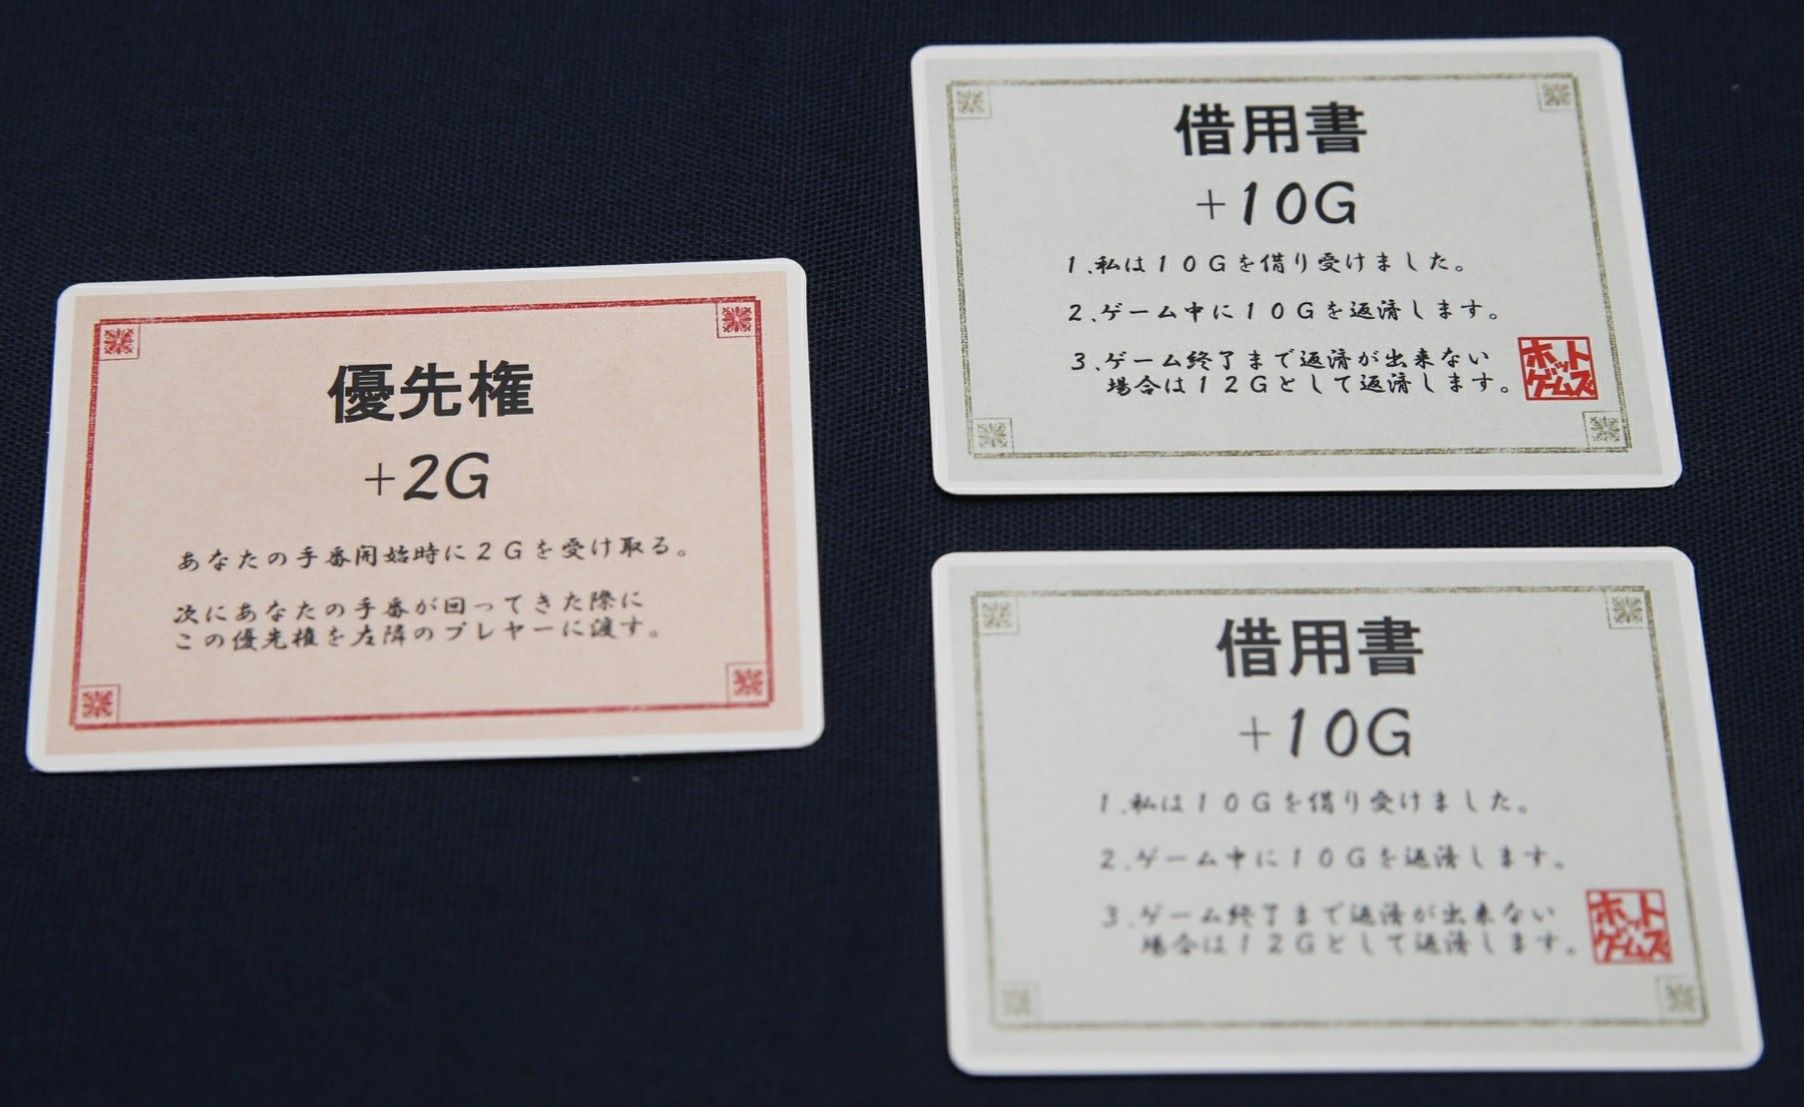 優先権
+2G
あなたの手番開始時に2Gを受け取る。
次にあなたの手番が回ってきた際に
この優先権を左隣のプレヤーに渡す。
借用書
+10G
1.私は10Gを借り受けました。
2.ゲーム中に10Gを返済します。
3.ゲーム終了まで返済が出来ない
場合は12Gとして返済します。
ホット
ゲームズ
借用書
+10G
1.私は10Gを借り受けました。
2.ゲーム中に10Gを返済します。
3.ゲーム終了まで返済が出来ない
場合は12Gとして返済します。
ホット
ゲームズ